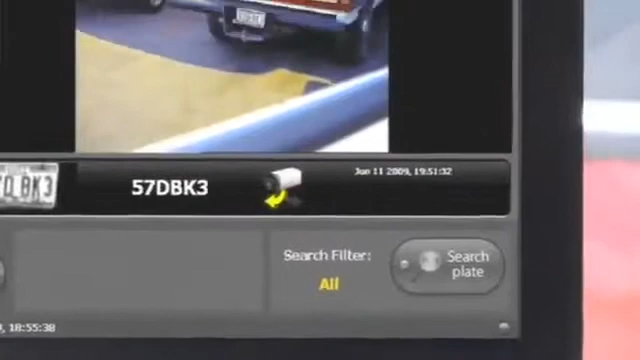 57DBK3
Jun 11 2009, 19:51:32
Search Filter:
All
Search
plate
18:55:38